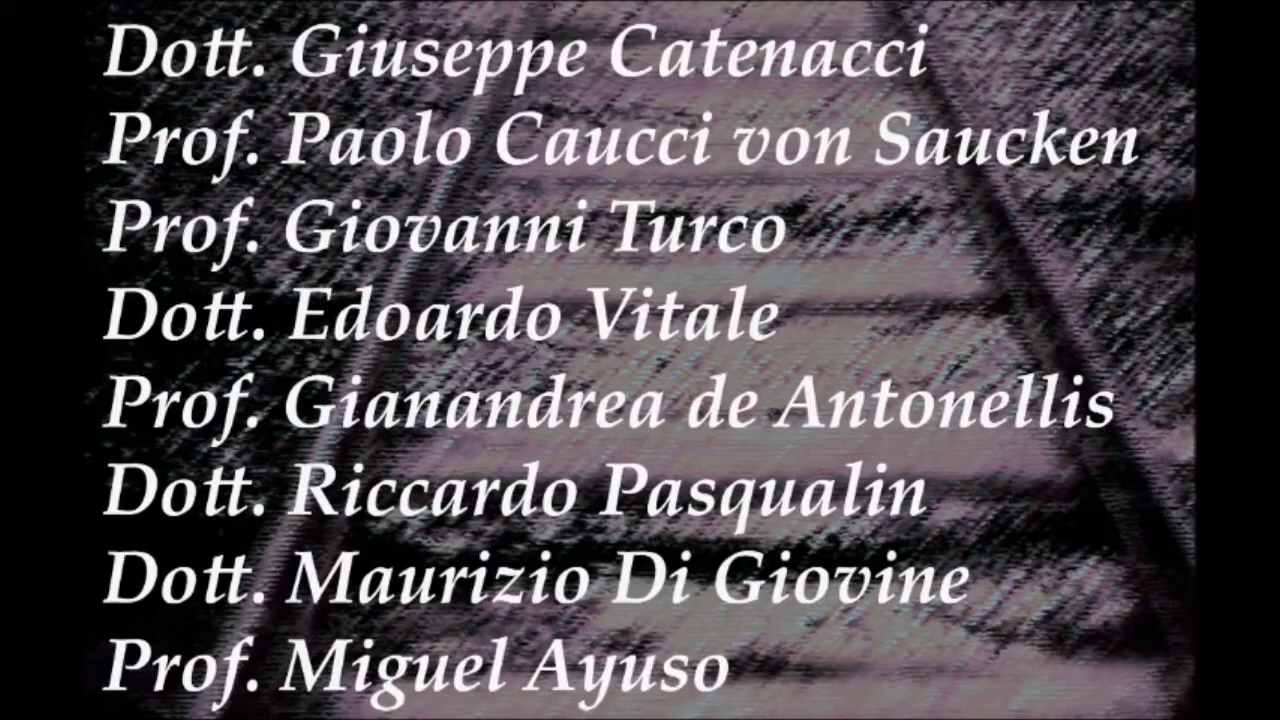 Dott. Giuseppe Catenacci
Prof. Paolo Caucci von Saucken
Prof. Giovanni Turco
Dott. Edoardo Vitale
Prof. Gianandrea de Antonellis
Dott. Riccardo Pasqualin
Dott. Maurizio Di Giovine
Prof. Miguel Ayuso